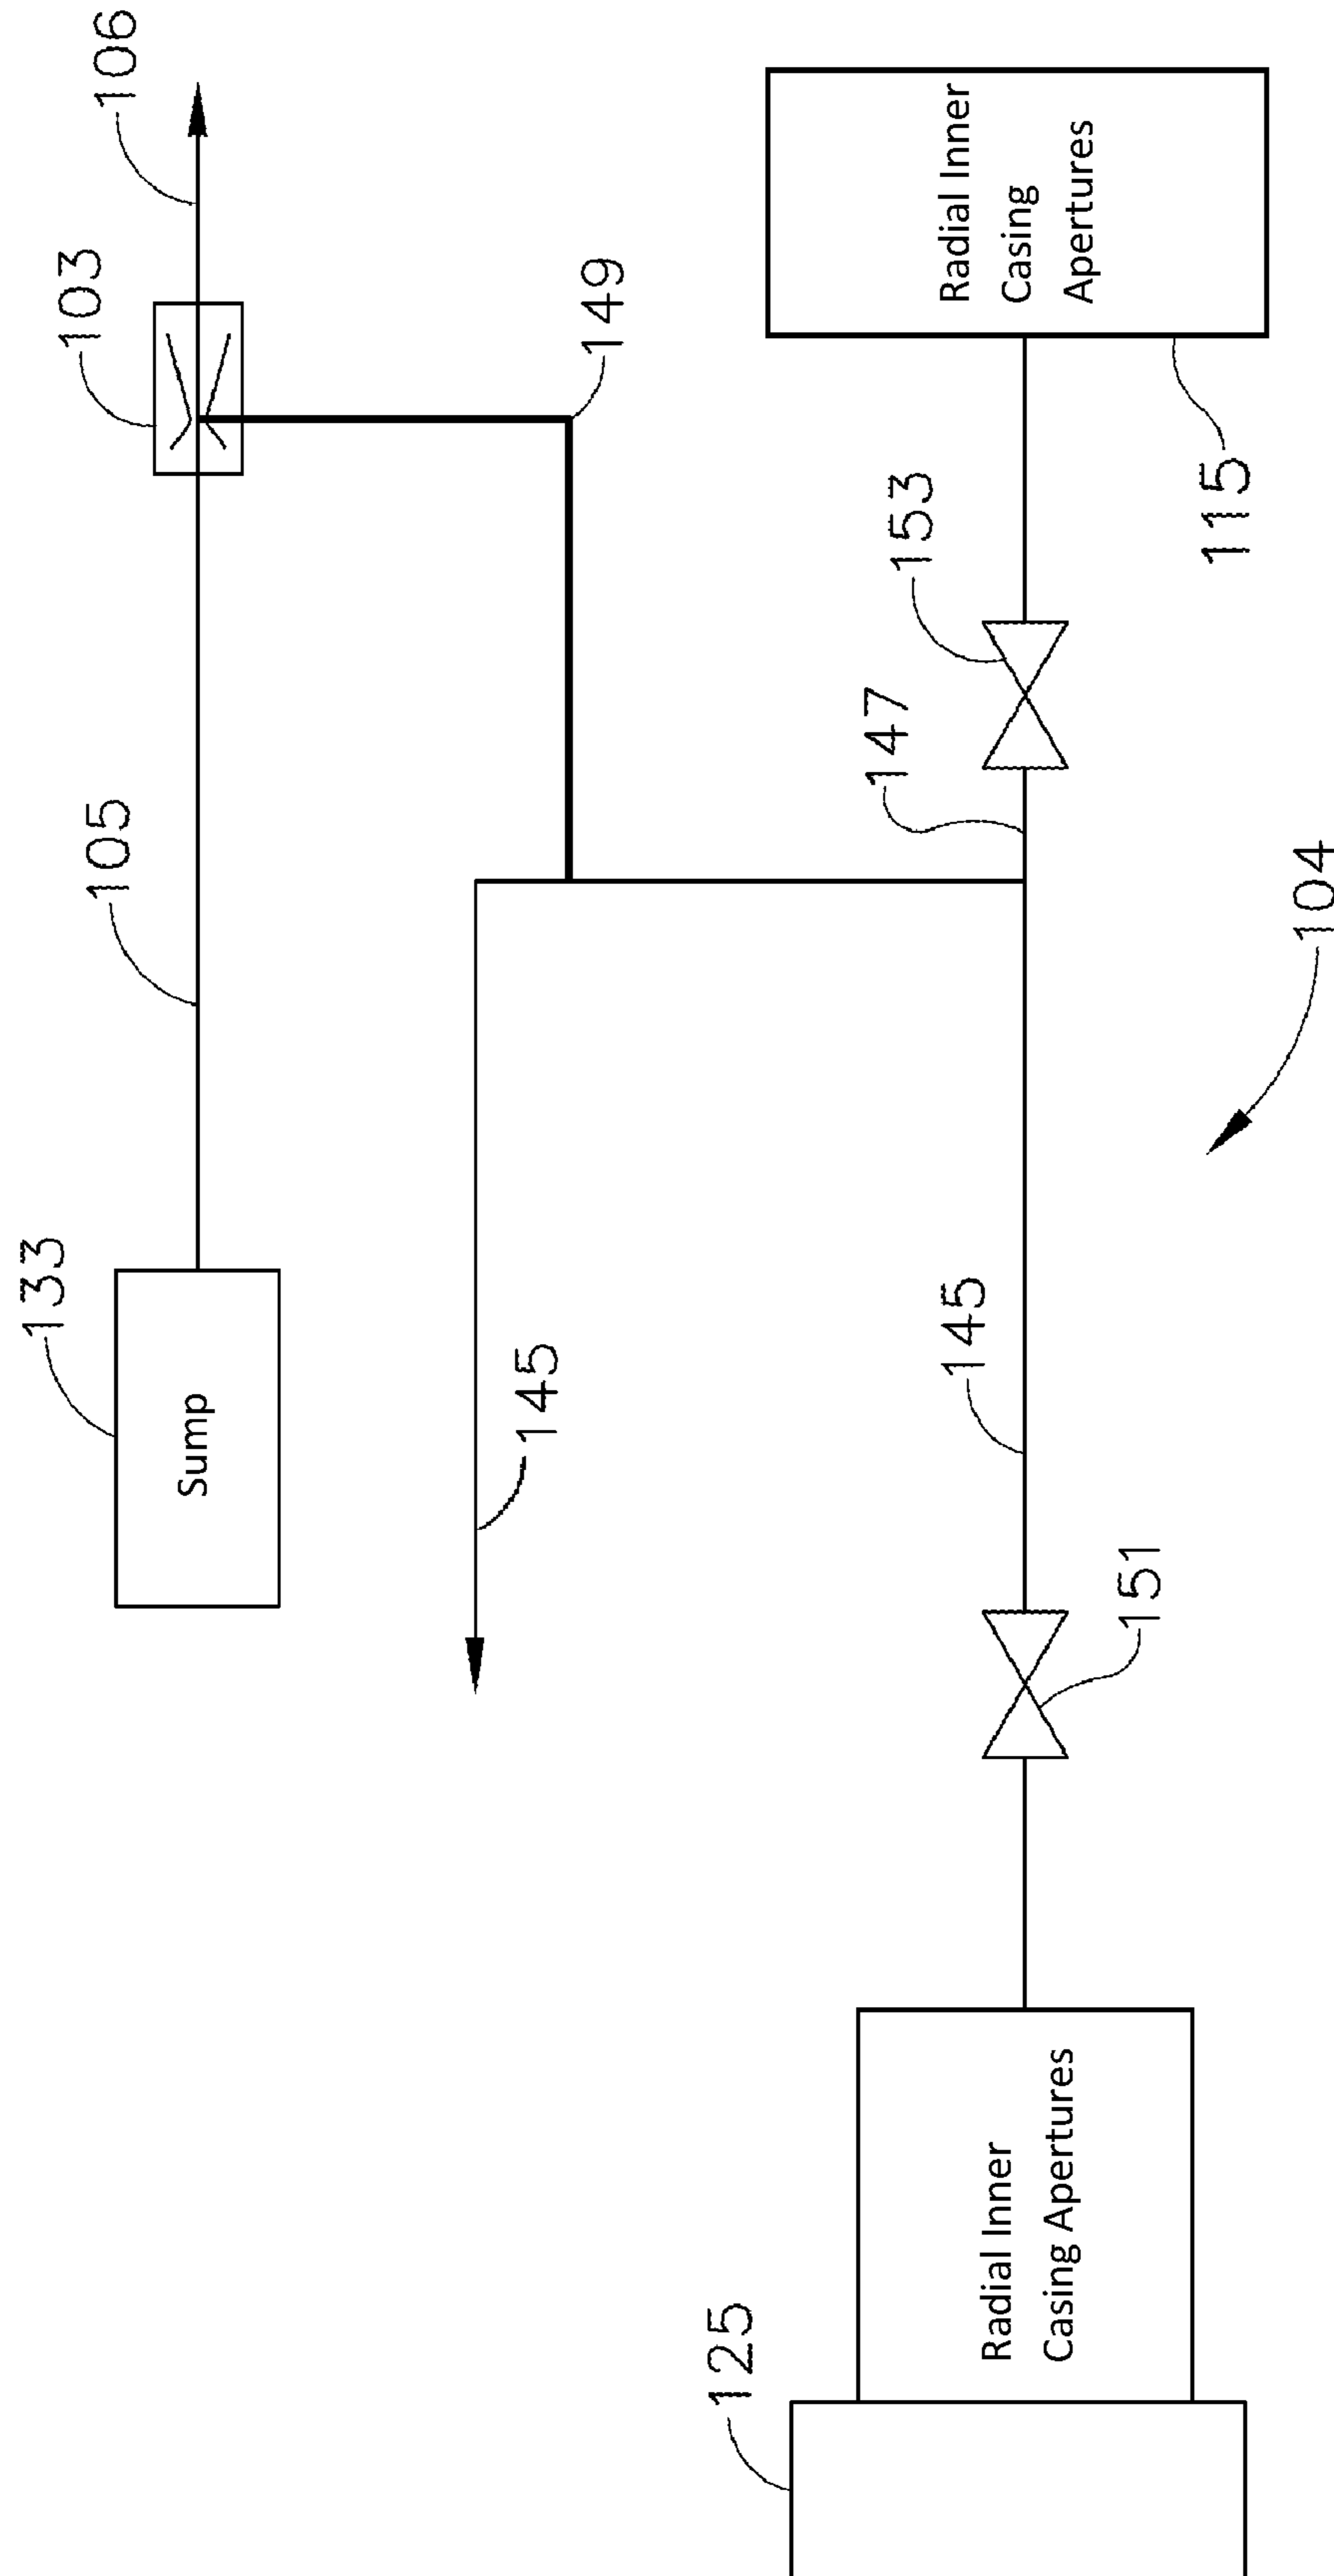 106
103
149
105
133
Sump
145
Radial Inner
Casing
Apertures
115
153
147
104
145
151
Radial Inner
Casing Apertures
125